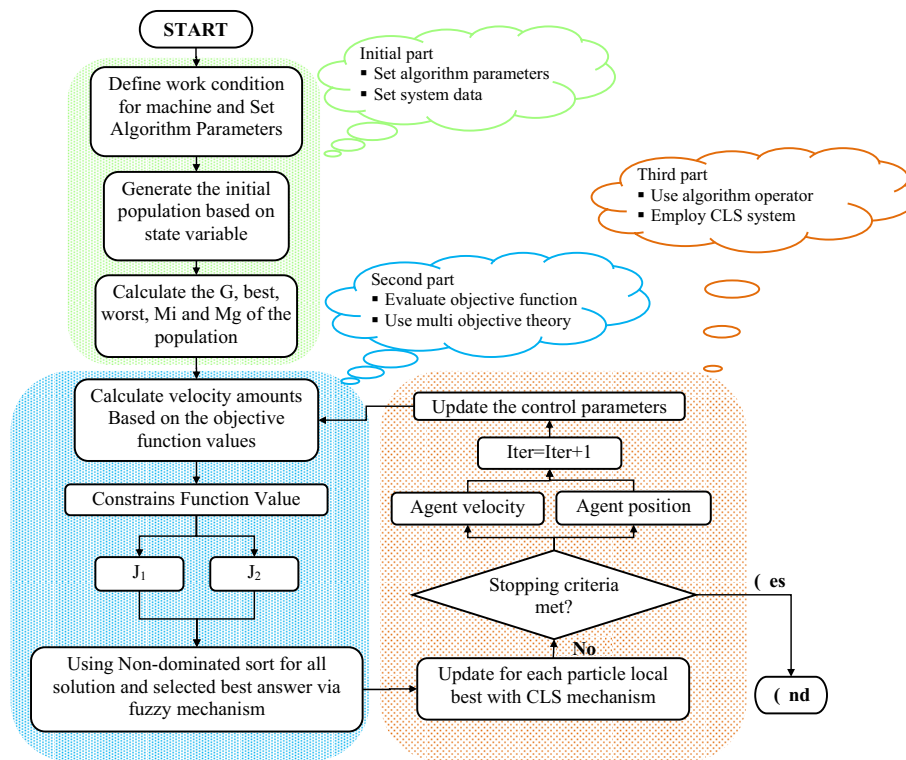 START
Initial part
▪ Set algorithm parameters
▪ Set system data
Define work condition
for machine and Set
Algorithm Parameters
Generate the initial
population based on
state variable
Third part
▪ Use algorithm operator
▪ Employ CLS system
Calculate the G, best,
worst, Mi and Mg of the
population
Second part
▪ Evaluate objective function
▪ Use multi objective theory
Calculate velocity amounts
Based on the objective
function values
Update the control parameters
Iter=Iter+1
Constrains Function Value
Agent velocity
Agent position
J1
J2
Stopping criteria
met?
( es
No
Using Non-dominated sort for all
solution and selected best answer via
fuzzy mechanism
Update for each particle local
best with CLS mechanism
( nd